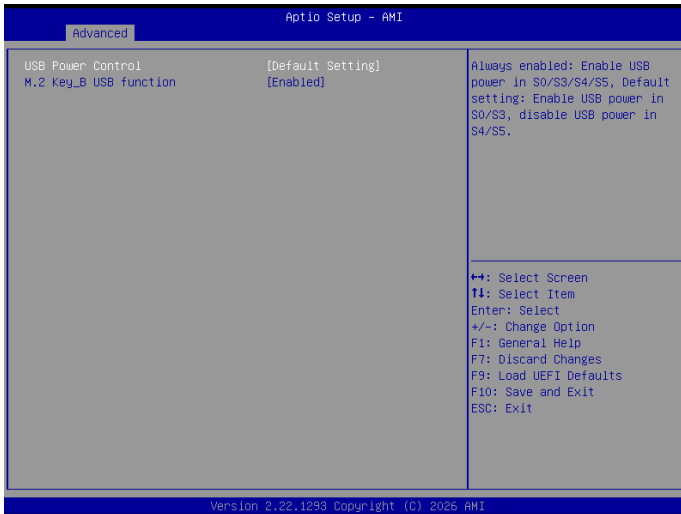 Aptio Setup – AMI
Advanced
USB Power Control [Default Setting]
M.2 Key_B USB function [Enabled]
Always enabled: Enable USB
power in S0/S3/S4/S5, Default
setting: Enable USB power in
S0/S3, disable USB power in
S4/S5.
↔: Select Screen
↑↓: Select Item
Enter: Select
+/-: Change Option
F1: General Help
F7: Discard Changes
F9: Load UEFI Defaults
F10: Save and Exit
ESC: Exit
Version 2.22.1293 Copyright (C) 2026 AMI